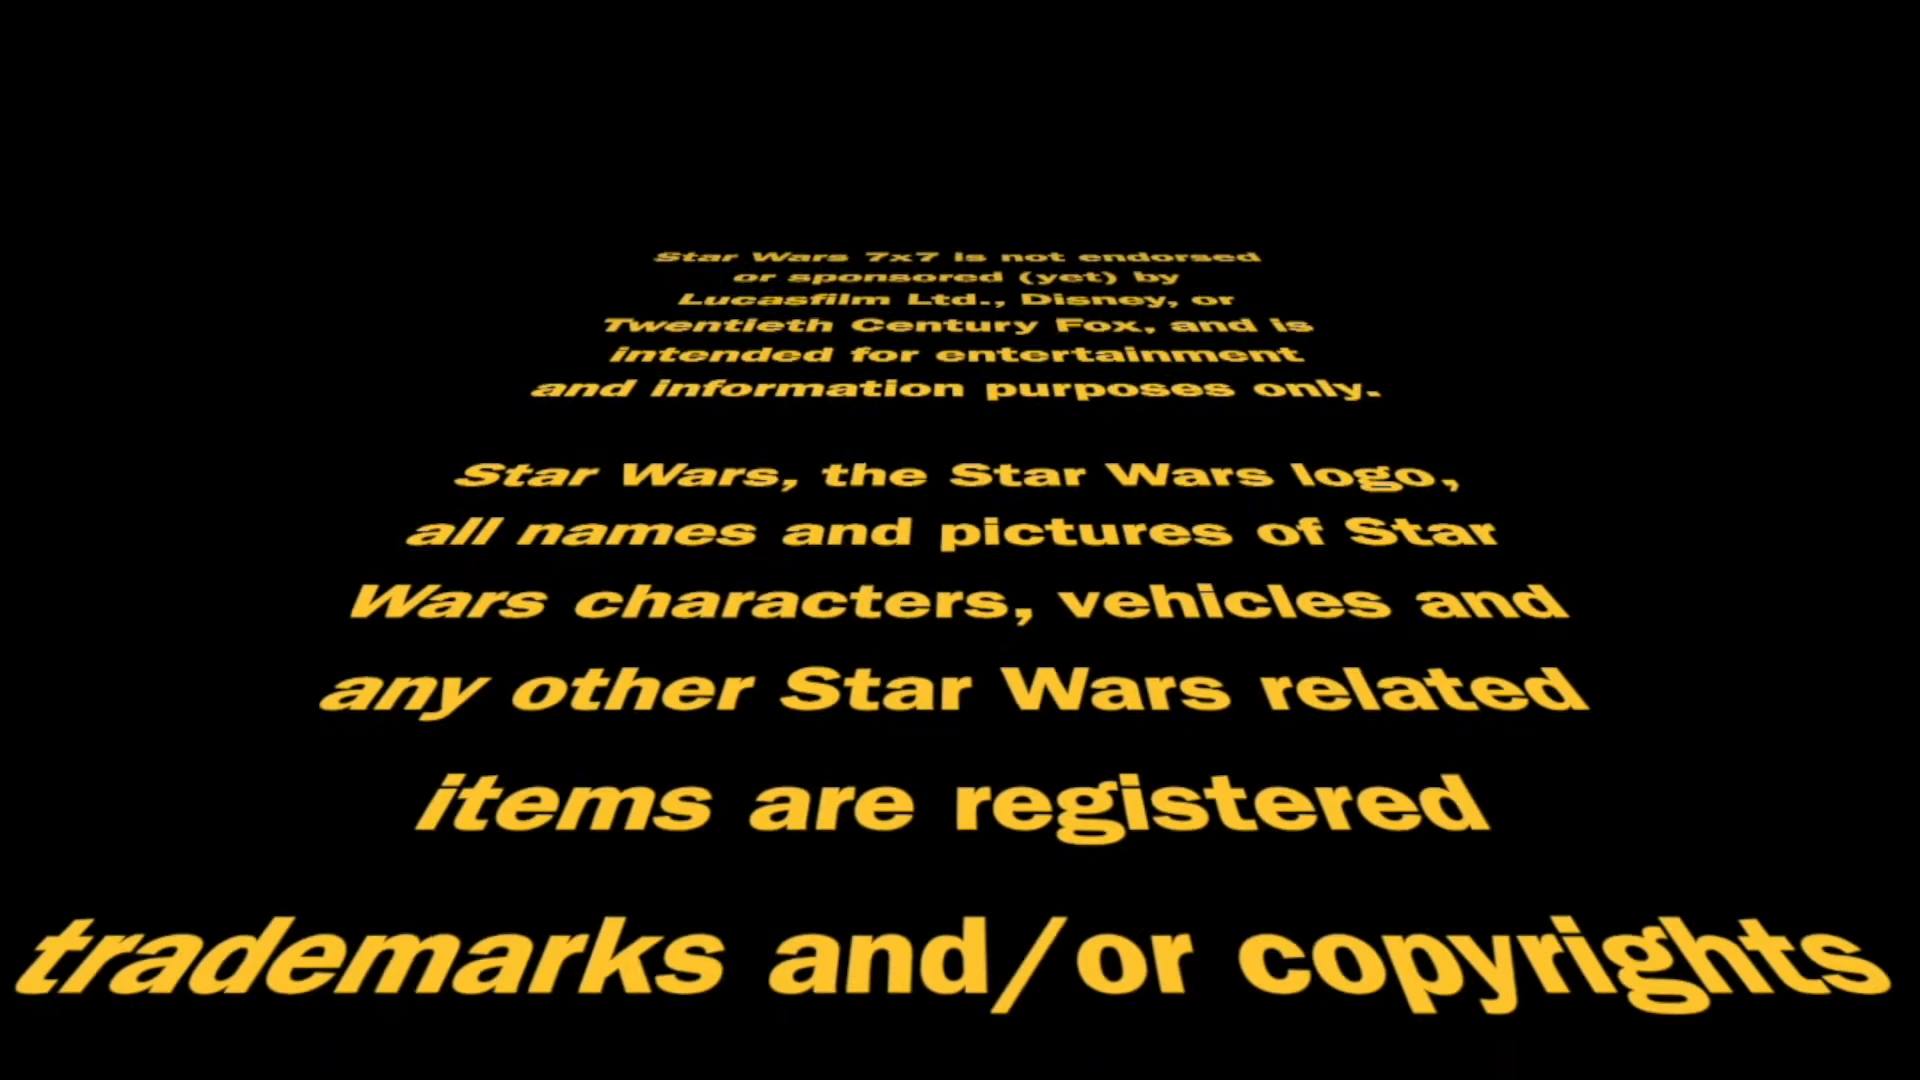 Star Wars 7x7 is not endorsed
or sponsored (yet) by
Lucasfilm Ltd., Disney, or
Twentieth Century Fox, and is
intended for entertainment
and information purposes only.
Star Wars, the Star Wars logo,
all names and pictures of Star
Wars characters, vehicles and
any other Star Wars related
items are registered
trademarks and/or copyrights